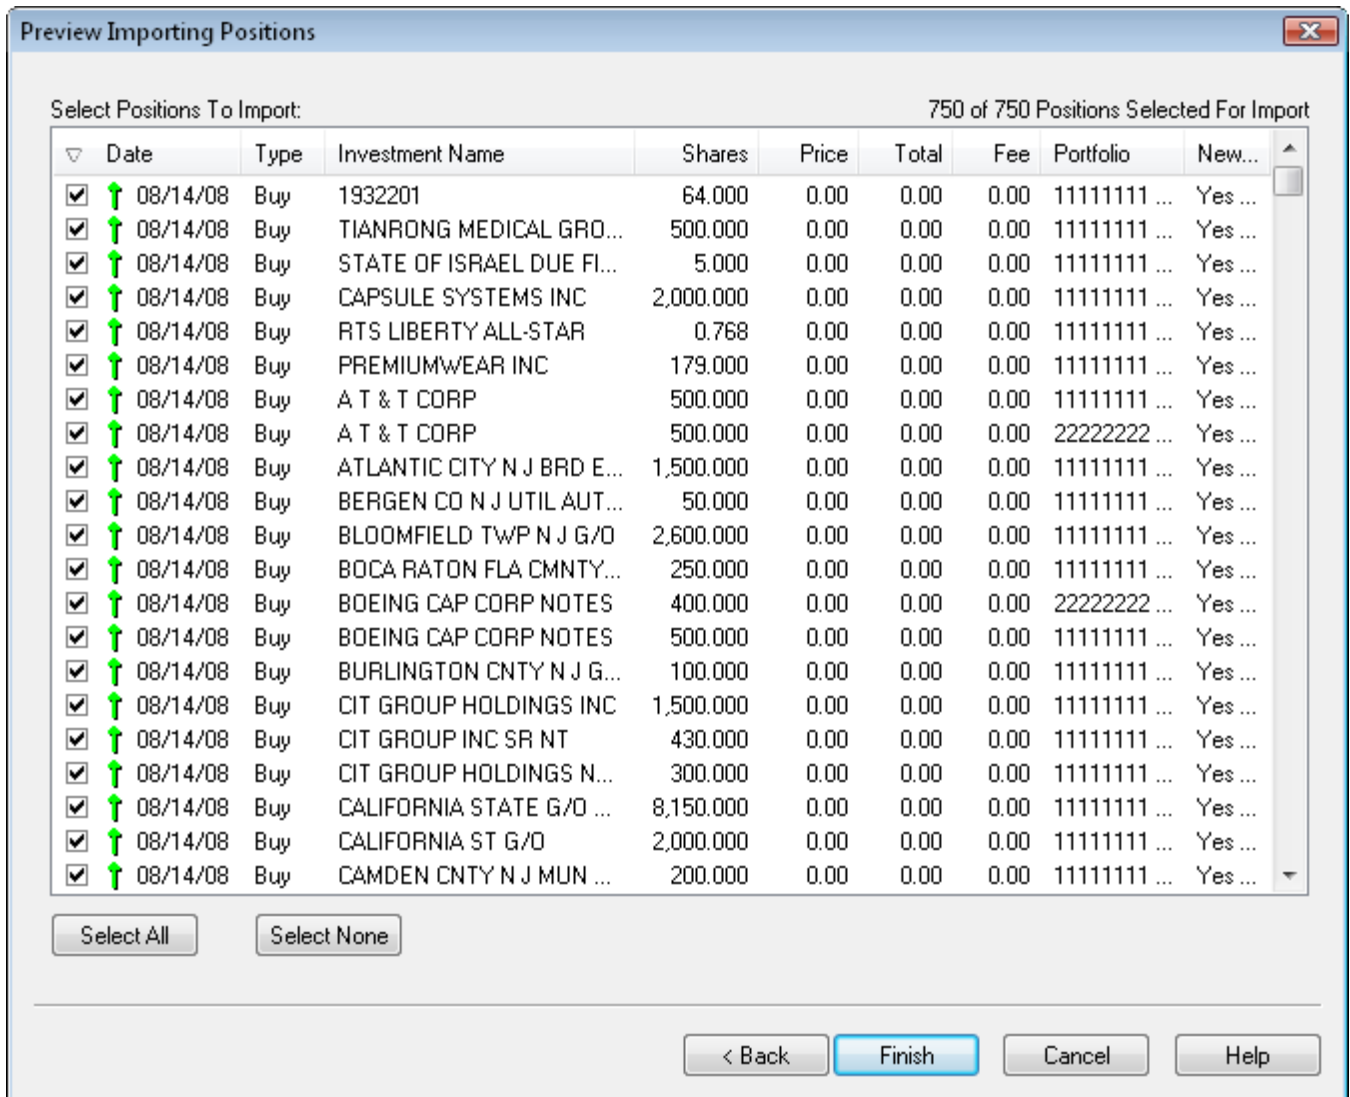 Preview Importing Positions
Select Positions To Import: 750 of 750 Positions Selected For Import
Date Type Investment Name Shares Price Total Fee Portfolio New...
08/14/08 Buy 1932201 64.000 0.00 0.00 0.00 11111111 ... Yes ...
08/14/08 Buy TIANRONG MEDICAL GRO... 500.000 0.00 0.00 0.00 11111111 ... Yes ...
08/14/08 Buy STATE OF ISRAEL DUE FI... 5.000 0.00 0.00 0.00 11111111 ... Yes ...
08/14/08 Buy CAPSULE SYSTEMS INC 2,000.000 0.00 0.00 0.00 11111111 ... Yes ...
08/14/08 Buy RTS LIBERTY ALL-STAR 0.768 0.00 0.00 0.00 11111111 ... Yes ...
08/14/08 Buy PREMIUMWEAR INC 179.000 0.00 0.00 0.00 11111111 ... Yes ...
08/14/08 Buy A T & T CORP 500.000 0.00 0.00 0.00 11111111 ... Yes ...
08/14/08 Buy A T & T CORP 500.000 0.00 0.00 0.00 22222222 ... Yes ...
08/14/08 Buy ATLANTIC CITY N J BRD E... 1,500.000 0.00 0.00 0.00 11111111 ... Yes ...
08/14/08 Buy BERGEN CO N J UTIL AUT... 50.000 0.00 0.00 0.00 11111111 ... Yes ...
08/14/08 Buy BLOOMFIELD TWP N J G/O 2,600.000 0.00 0.00 0.00 11111111 ... Yes ...
08/14/08 Buy BOCA RATON FLA CMNTY... 250.000 0.00 0.00 0.00 11111111 ... Yes ...
08/14/08 Buy BOEING CAP CORP NOTES 400.000 0.00 0.00 0.00 22222222 ... Yes ...
08/14/08 Buy BOEING CAP CORP NOTES 500.000 0.00 0.00 0.00 11111111 ... Yes ...
08/14/08 Buy BURLINGTON CNTY N J G... 100.000 0.00 0.00 0.00 11111111 ... Yes ...
08/14/08 Buy CIT GROUP HOLDINGS INC 1,500.000 0.00 0.00 0.00 11111111 ... Yes ...
08/14/08 Buy CIT GROUP INC SR NT 430.000 0.00 0.00 0.00 11111111 ... Yes ...
08/14/08 Buy CIT GROUP HOLDINGS N... 300.000 0.00 0.00 0.00 11111111 ... Yes ...
08/14/08 Buy CALIFORNIA STATE G/O ... 8,150.000 0.00 0.00 0.00 11111111 ... Yes ...
08/14/08 Buy CALIFORNIA ST G/O 2,000.000 0.00 0.00 0.00 11111111 ... Yes ...
08/14/08 Buy CAMDEN CNTY N J MUN ... 200.000 0.00 0.00 0.00 11111111 ... Yes ...
Select All Select None
< Back Finish Cancel Help